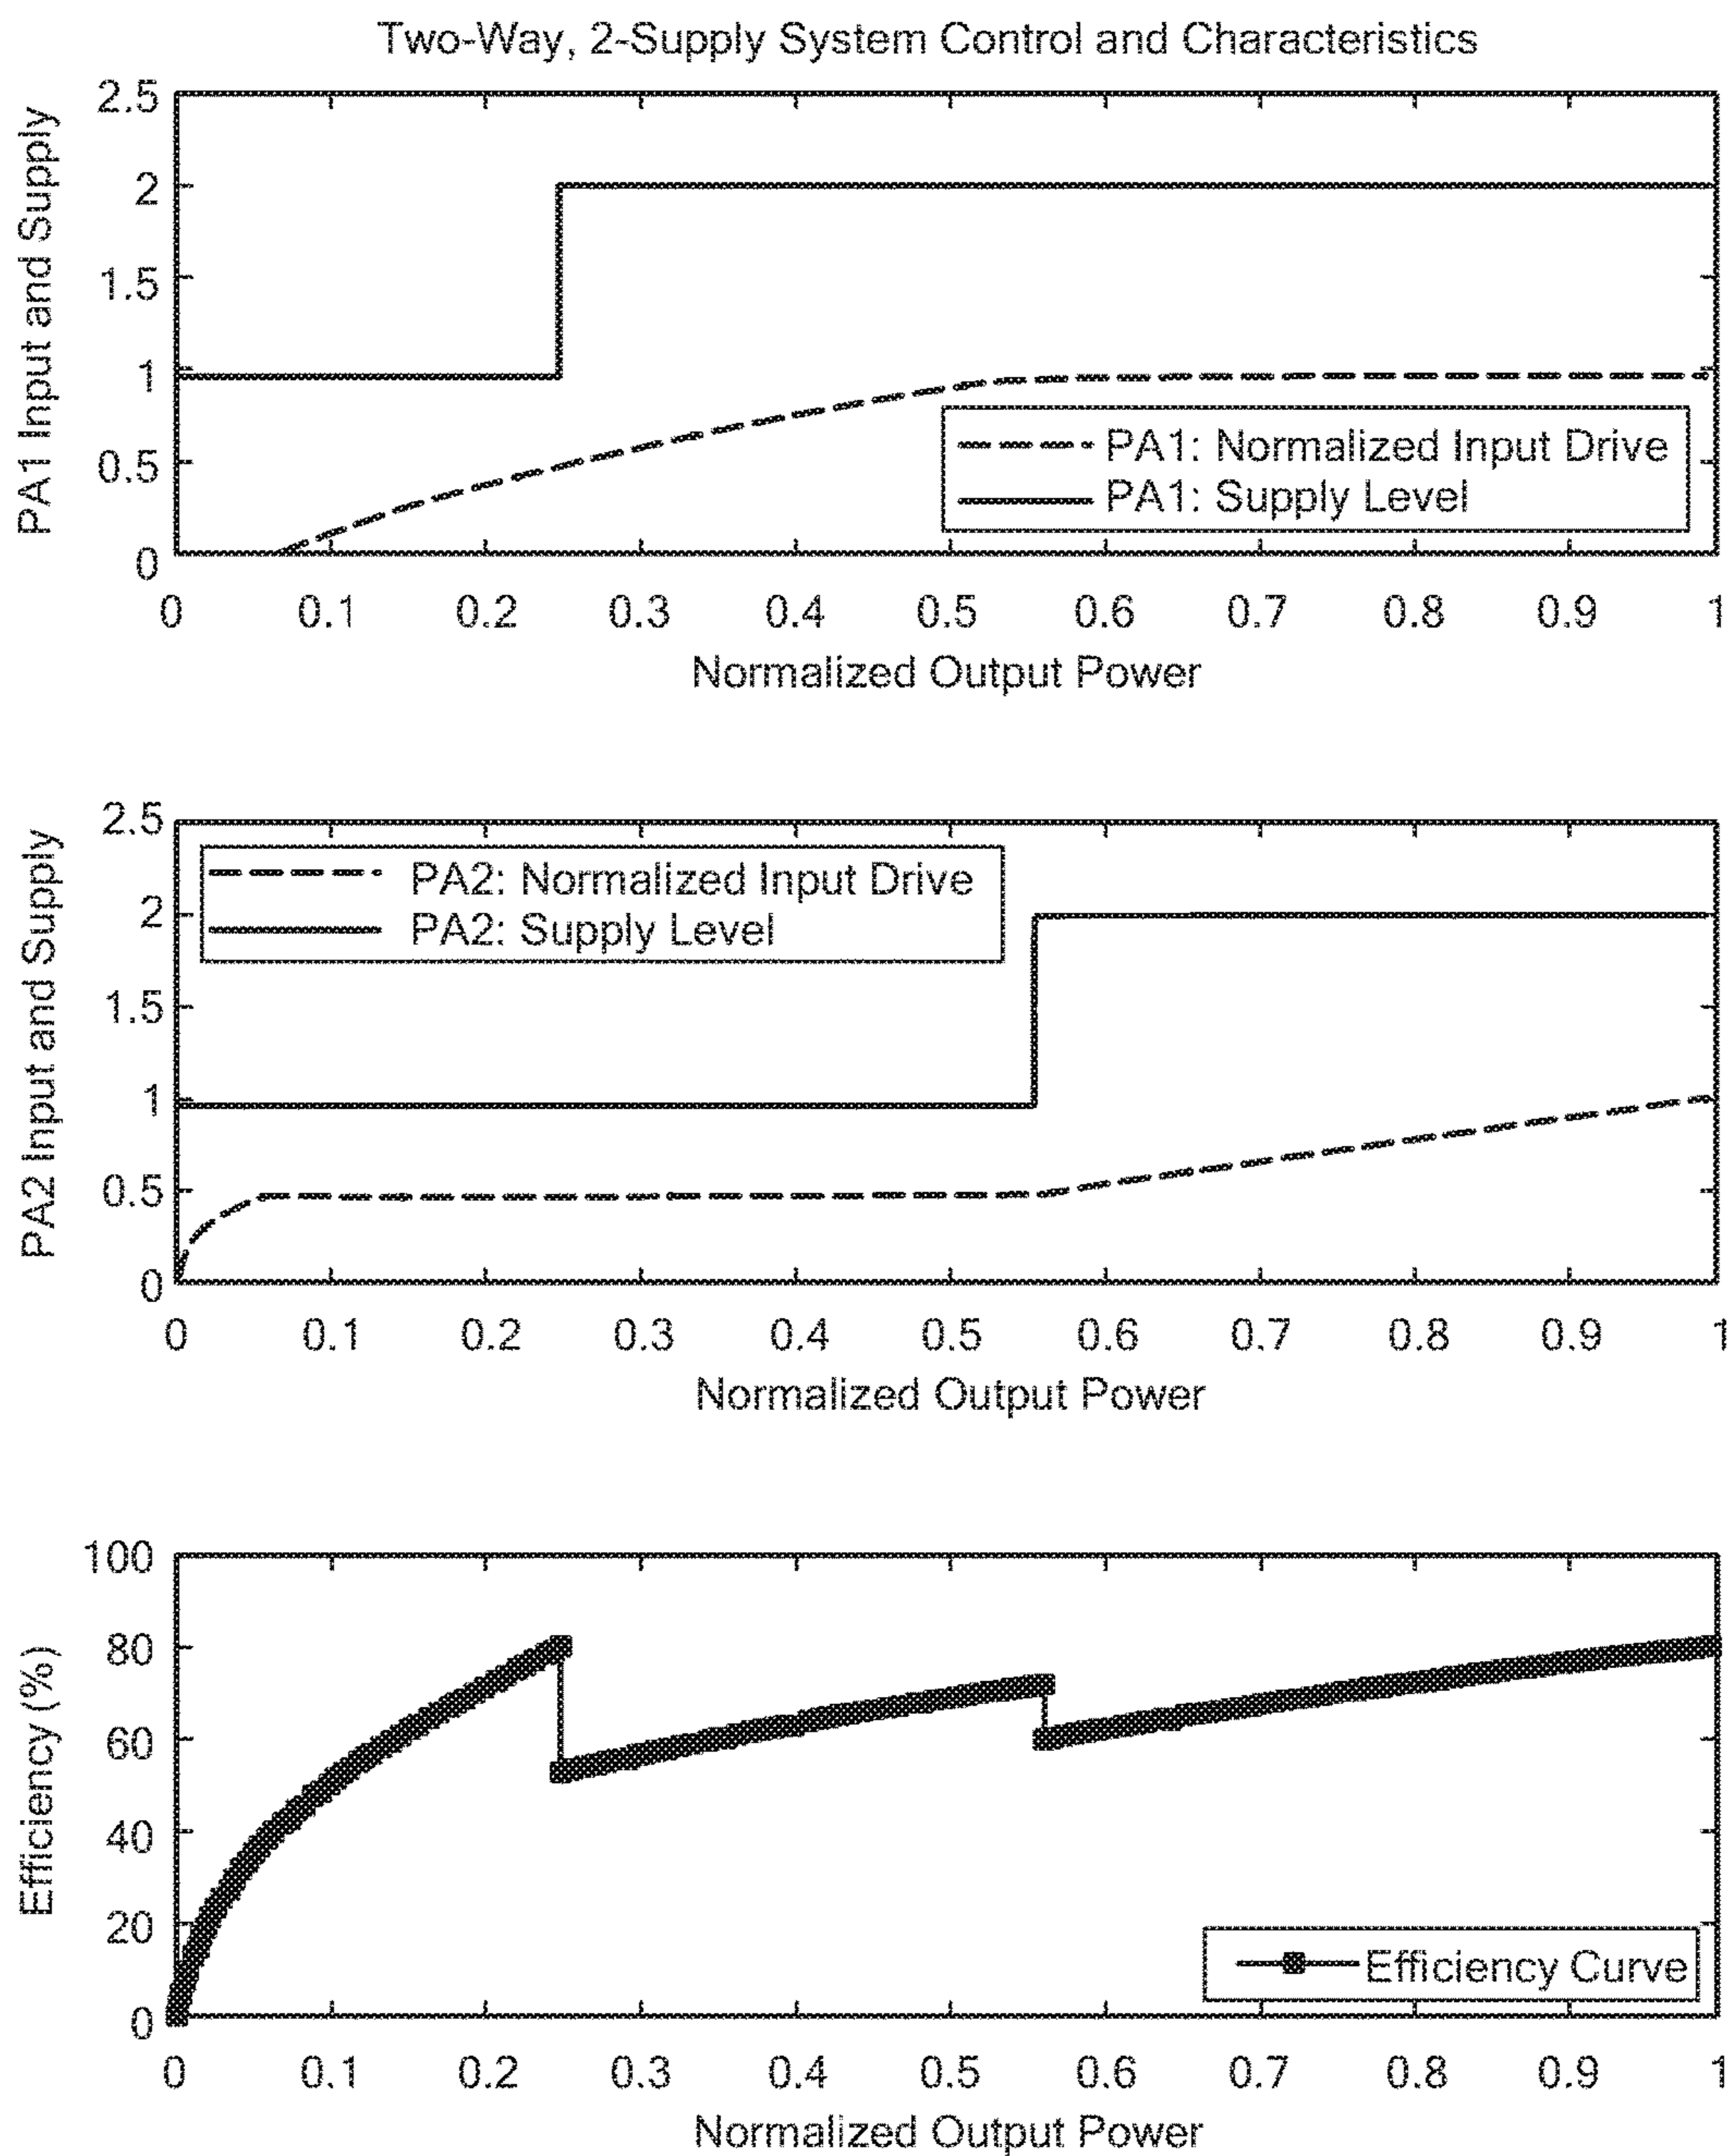 Two-Way, 2-Supply System Control and Characteristics
PA1 Input and Supply
2.5
2
1.5
1
0.5
0
PA1: Normalized Input Drive
PA1: Supply Level
0 0.1 0.2 0.3 0.4 0.5 0.6 0.7 0.8 0.9 1
Normalized Output Power
PA2 Input and Supply
2.5
2
1.5
1
0.5
0
PA2: Normalized Input Drive
PA2: Supply Level
0 0.1 0.2 0.3 0.4 0.5 0.6 0.7 0.8 0.9 1
Normalized Output Power
Efficiency (%)
100
80
60
40
20
0
Efficiency Curve
0 0.1 0.2 0.3 0.4 0.5 0.6 0.7 0.8 0.9 1
Normalized Output Power